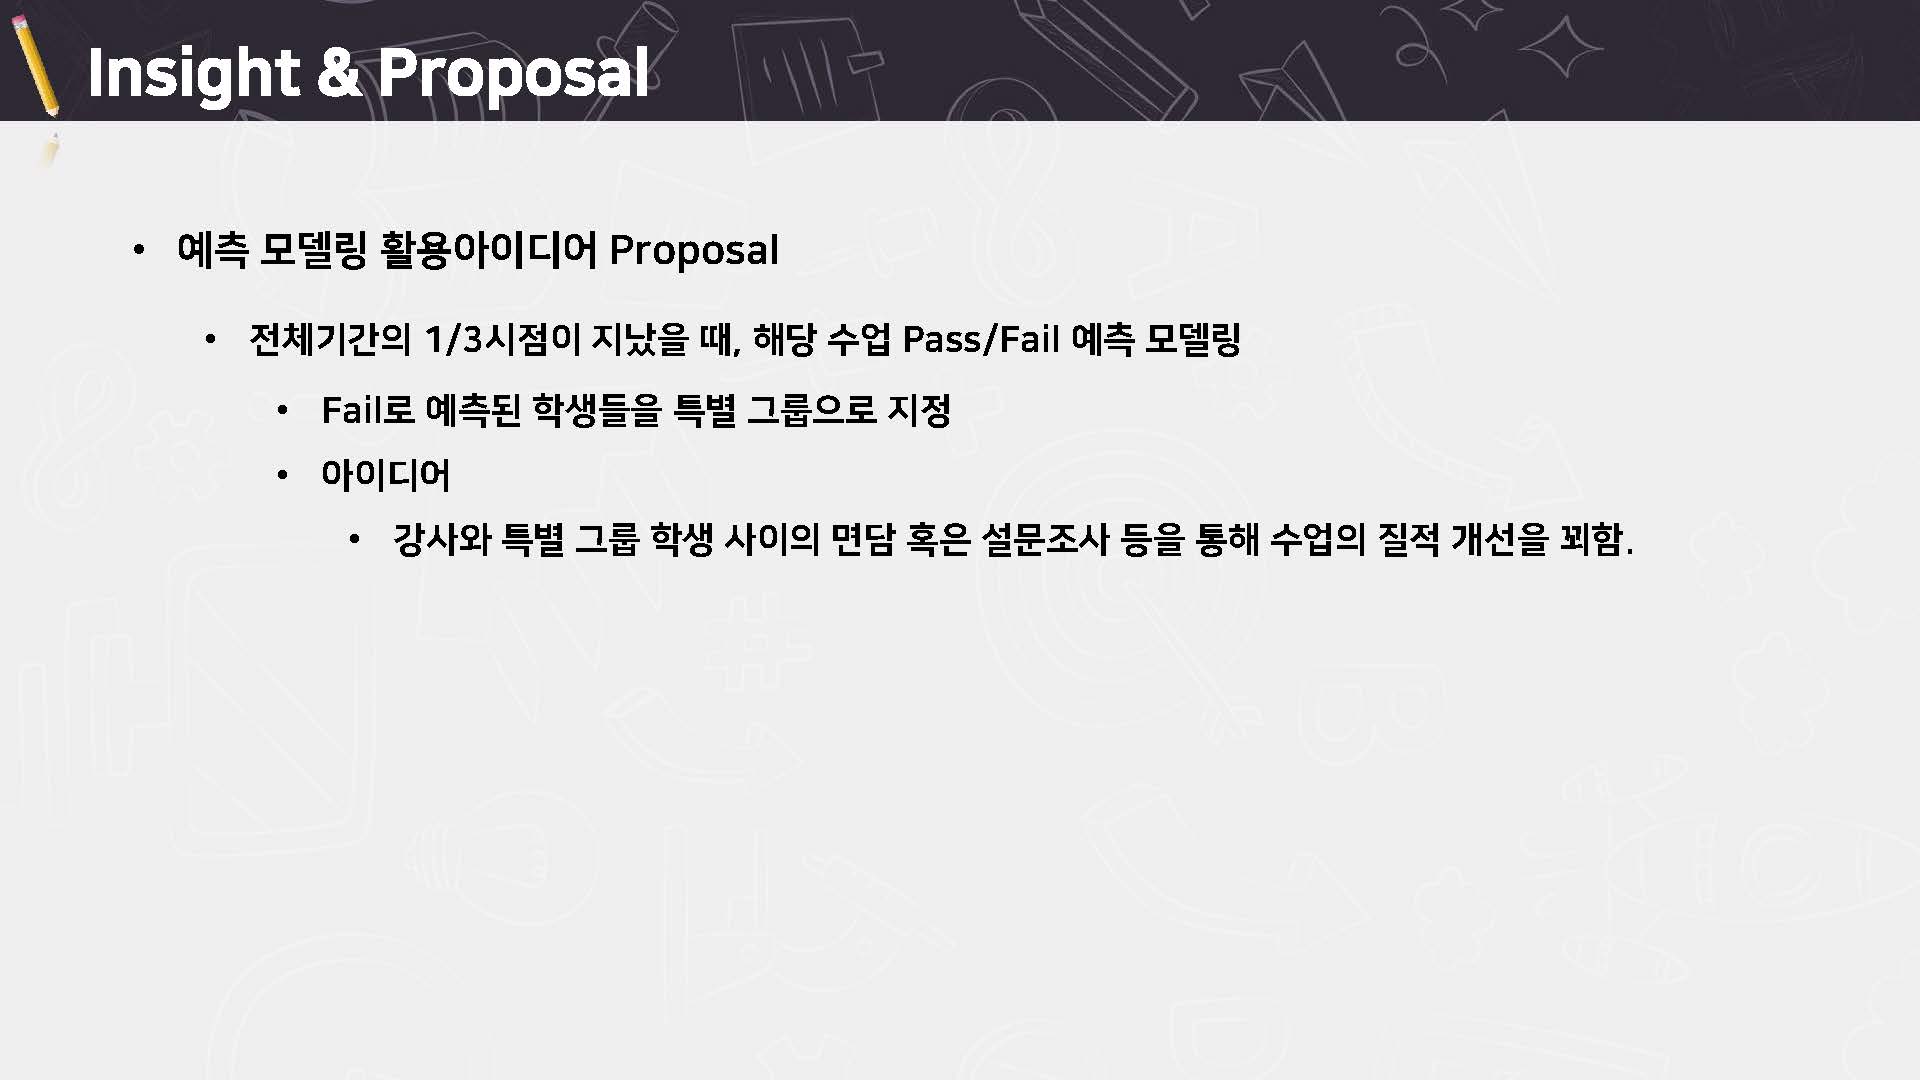 Insight & Proposal
• 예측 모델링 활용아이디어 Proposal
• 전체기간의 1/3시점이 지났을 때, 해당 수업 Pass/Fail 예측 모델링
• Fail로 예측된 학생들을 특별 그룹으로 지정
• 아이디어
• 강사와 특별 그룹 학생 사이의 면담 혹은 설문조사 등을 통해 수업의 질적 개선을 꾀함.